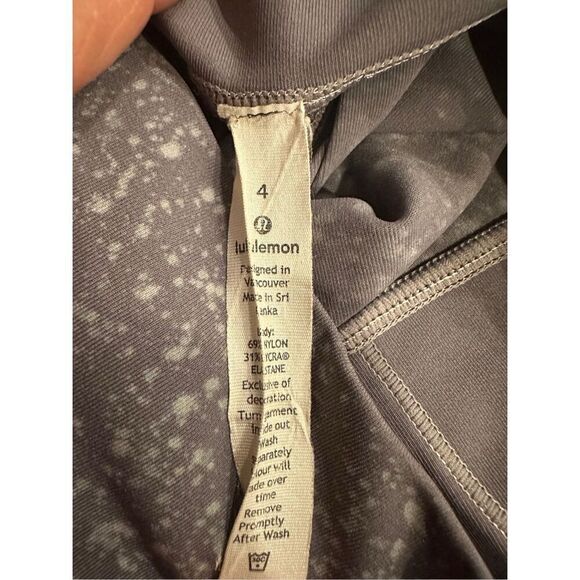 4
lululemon
Designed in
Vancouver
Made in Sri
Lanka
Body:
69% NYLON
31% LYCRA®
ELASTANE
Exclusive of
decoration
Turn garment
inside out
Wash
separately
Colour will
fade over
time
Remove
Promptly
After Wash
30C